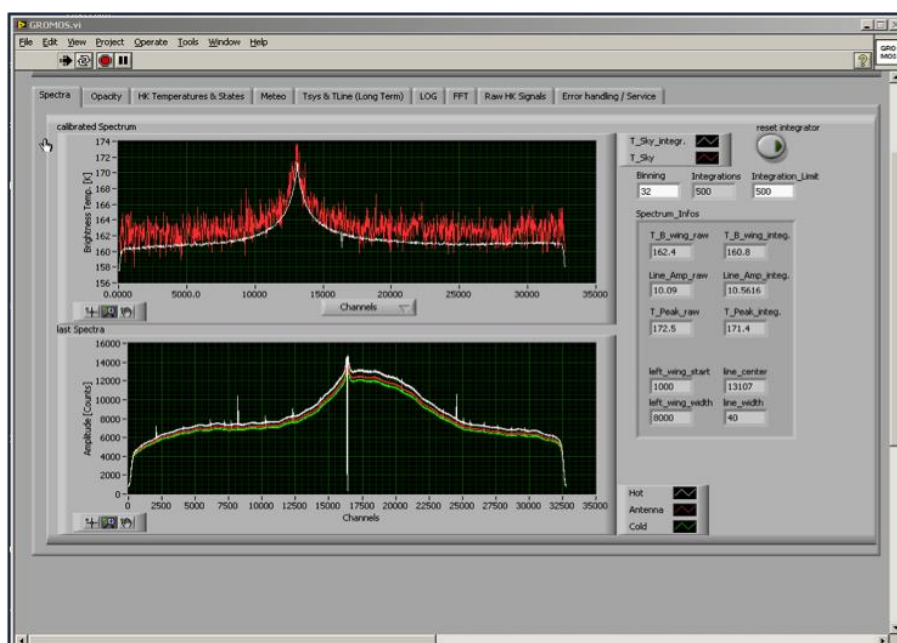 GROMOS.vi
File Edit View Project Operate Tools Window Help
GRO
MOS
Spectra Opacity HK Temperatures & States Meteo Tsys & TLine (Long Term) LOG FFT Raw HK Signals Error handling / Service
calibrated Spectrum
Brightness Temp. [K]
174
172
170
168
166
164
162
160
158
156
0.0000 5000.0 10000 15000 20000 25000 30000 35000
Channels
T_Sky_integr.
T_Sky
reset integrator
Binning Integrations Integration_Limit
32 500 500
Spectrum_Infos
T_B_wing_raw T_B_wing_integ.
162.4 160.8
Line_Amp_raw Line_Amp_integ.
10.09 10.5616
T_Peak_raw T_Peak_integ.
172.5 171.4
left_wing_start line_center
1000 13107
left_wing_width line_width
8000 40
last Spectra
Amplitude [Counts]
16000
14000
12000
10000
8000
6000
4000
2000
0
0 2500 5000 7500 10000 12500 15000 17500 20000 22500 25000 27500 30000 32500 35000
Channels
Hot
Antenna
Cold